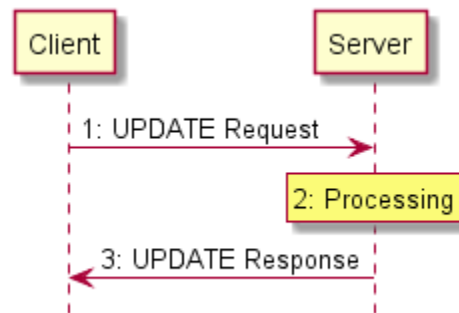 Client
Server
1: UPDATE Request
2: Processing
3: UPDATE Response